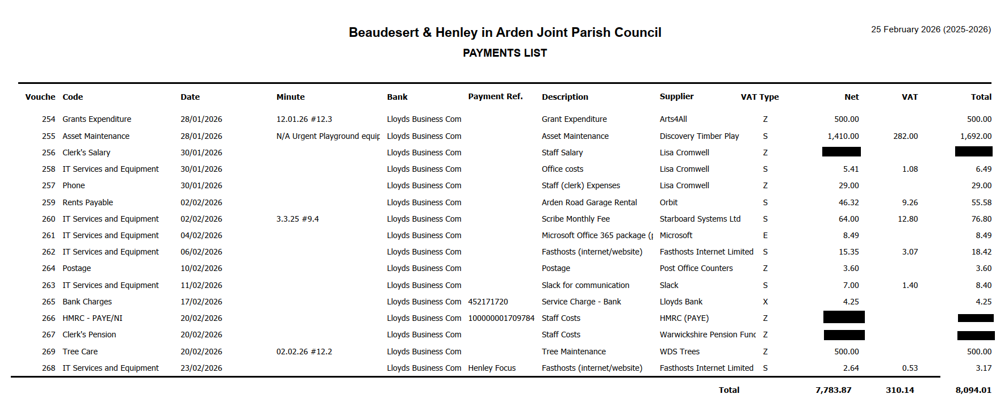 Beaudesert & Henley in Arden Joint Parish Council
25 February 2026 (2025-2026)
PAYMENTS LIST
Vouche Code Date Minute Bank Payment Ref. Description Supplier VAT Type Net VAT Total
254 Grants Expenditure 28/01/2026 12.01.26 #12.3 Lloyds Business Com Grant Expenditure Arts4All Z 500.00 500.00
255 Asset Maintenance 28/01/2026 N/A Urgent Playground equip Lloyds Business Com Asset Maintenance Discovery Timber Play S 1,410.00 282.00 1,692.00
256 Clerk's Salary 30/01/2026 Lloyds Business Com Staff Salary Lisa Cromwell Z
258 IT Services and Equipment 30/01/2026 Lloyds Business Com Office costs Lisa Cromwell S 5.41 1.08 6.49
257 Phone 30/01/2026 Lloyds Business Com Staff (clerk) Expenses Lisa Cromwell Z 29.00 29.00
259 Rents Payable 02/02/2026 Lloyds Business Com Arden Road Garage Rental Orbit S 46.32 9.26 55.58
260 IT Services and Equipment 02/02/2026 3.3.25 #9.4 Lloyds Business Com Scribe Monthly Fee Starboard Systems Ltd S 64.00 12.80 76.80
261 IT Services and Equipment 04/02/2026 Lloyds Business Com Microsoft Office 365 package (p Microsoft E 8.49 8.49
262 IT Services and Equipment 06/02/2026 Lloyds Business Com Fasthosts (internet/website) Fasthosts Internet Limited S 15.35 3.07 18.42
264 Postage 10/02/2026 Lloyds Business Com Postage Post Office Counters Z 3.60 3.60
263 IT Services and Equipment 11/02/2026 Lloyds Business Com Slack for communication Slack S 7.00 1.40 8.40
265 Bank Charges 17/02/2026 Lloyds Business Com 452171720 Service Charge - Bank Lloyds Bank X 4.25 4.25
266 HMRC - PAYE/NI 20/02/2026 Lloyds Business Com 100000001709784 Staff Costs HMRC (PAYE) Z
267 Clerk's Pension 20/02/2026 Lloyds Business Com Staff Costs Warwickshire Pension Func Z
269 Tree Care 20/02/2026 02.02.26 #12.2 Lloyds Business Com Tree Maintenance WDS Trees Z 500.00 500.00
268 IT Services and Equipment 23/02/2026 Lloyds Business Com Henley Focus Fasthosts (internet/website) Fasthosts Internet Limited S 2.64 0.53 3.17
Total 7,783.87 310.14 8,094.01